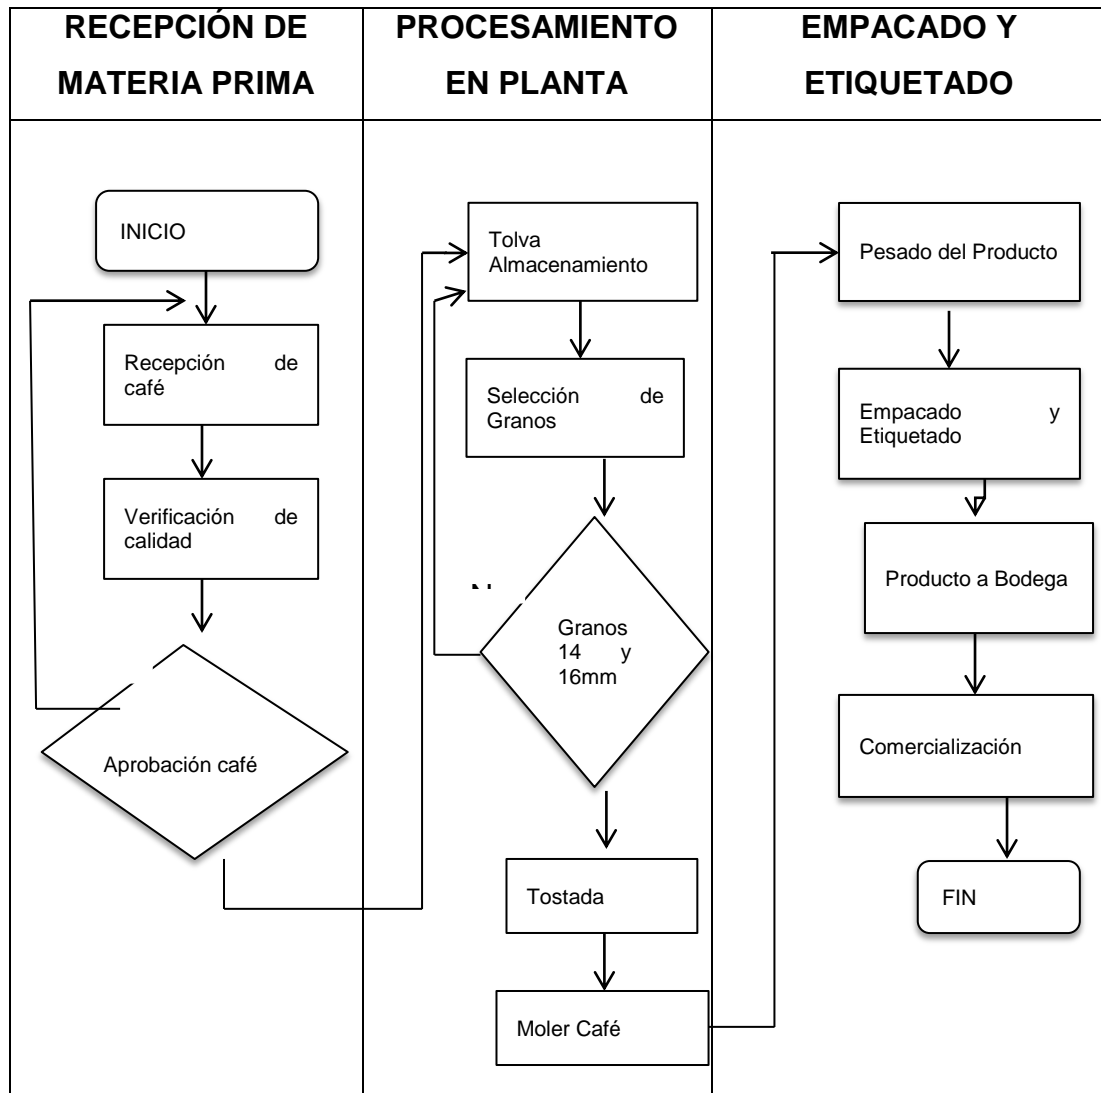 RECEPCIÓN DE
MATERIA PRIMA
PROCESAMIENTO
EN PLANTA
EMPACADO Y
ETIQUETADO
INICIO
Recepción de
café
Verificación de
calidad
Aprobación café
Tolva
Almacenamiento
Selección de
Granos
Granos
14 y
16mm
Tostada
Moler Café
Pesado del Producto
Empacado y
Etiquetado
Producto a Bodega
Comercialización
FIN